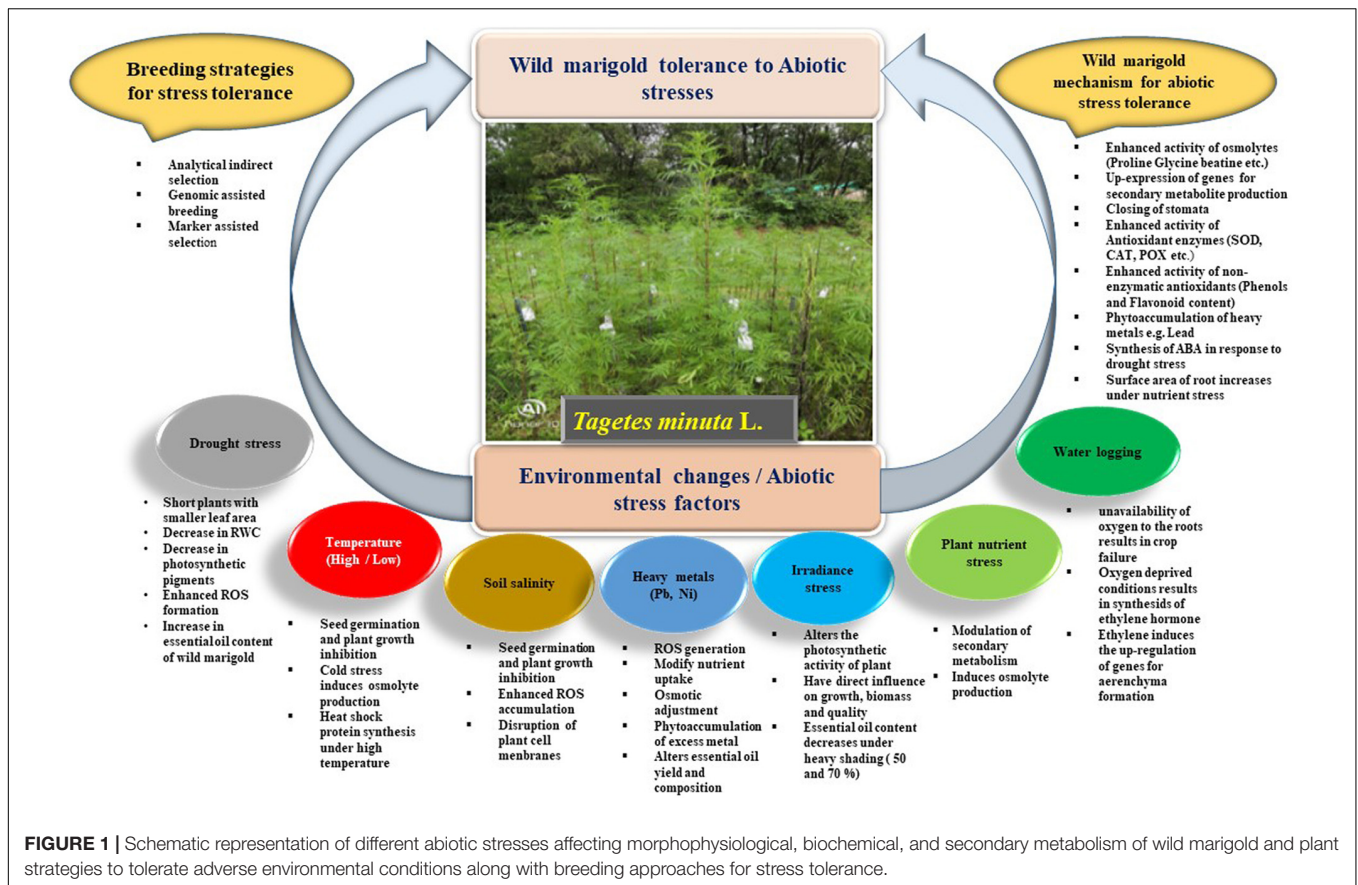 Breeding strategies
for stress tolerance
▪ Analytical indirect
selection
▪ Genomic assisted
breeding
▪ Marker assisted
selection
Wild marigold tolerance to Abiotic
stresses
Wild marigold
mechanism for abiotic
stress tolerance
▪ Enhanced activity of osmolytes
(Proline Glycine beatine etc.)
▪ Up-expression of genes for
secondary metabolite production
▪ Closing of stomata
▪ Enhanced activity of
Antioxidant enzymes (SOD,
CAT, POX etc.)
▪ Enhanced activity of non-
enzymatic antioxidants (Phenols
and Flavonoid content)
▪ Phytoaccumulation of heavy
metals e.g. Lead
▪ Synthesis of ABA in response to
drought stress
▪ Surface area of root increases
under nutrient stress
Tagetes minuta L.
Environmental changes / Abiotic
stress factors
Drought stress
• Short plants with
smaller leaf area
• Decrease in RWC
• Decrease in
photosynthetic
pigments
• Enhanced ROS
formation
• Increase in
essential oil content
of wild marigold
Temperature
(High / Low)
▪ Seed germination
and plant growth
inhibition
▪ Cold stress
induces osmolyte
production
▪ Heat shock
protein synthesis
under high
temperature
Soil salinity
▪ Seed germination
and plant growth
inhibition
▪ Enhanced ROS
accumulation
▪ Disruption of
plant cell
menbranes
Heavy metals
(Pb, Ni)
▪ ROS generation
▪ Modify nutrient
uptake
▪ Osmotic
adjustment
▪ Phytoaccumulation
of excess metal
▪ Alters essential oil
yield and
composition
Irradiance
stress
▪ Alters the
photosynthetic
activity of plant
▪ Have direct influence
on growth, biomass
and quality
▪ Essential oil content
decreases under
heavy shading ( 50
and 70 %)
Plant nutrient
stress
▪ Modulation of
secondary
metabolism
▪ Induces osmolyte
production
Water logging
▪ unavailability of
oxygen to the roots
results in crop
failure
▪ Oxygen deprived
conditions results
in synthesids of
ethylene hormone
▪ Ethylene induces
the up-regulation
of genes for
aerenchyma
formation
FIGURE 1 | Schematic representation of different abiotic stresses affecting morphophysiological, biochemical, and secondary metabolism of wild marigold and plant
strategies to tolerate adverse environmental conditions along with breeding approaches for stress tolerance.